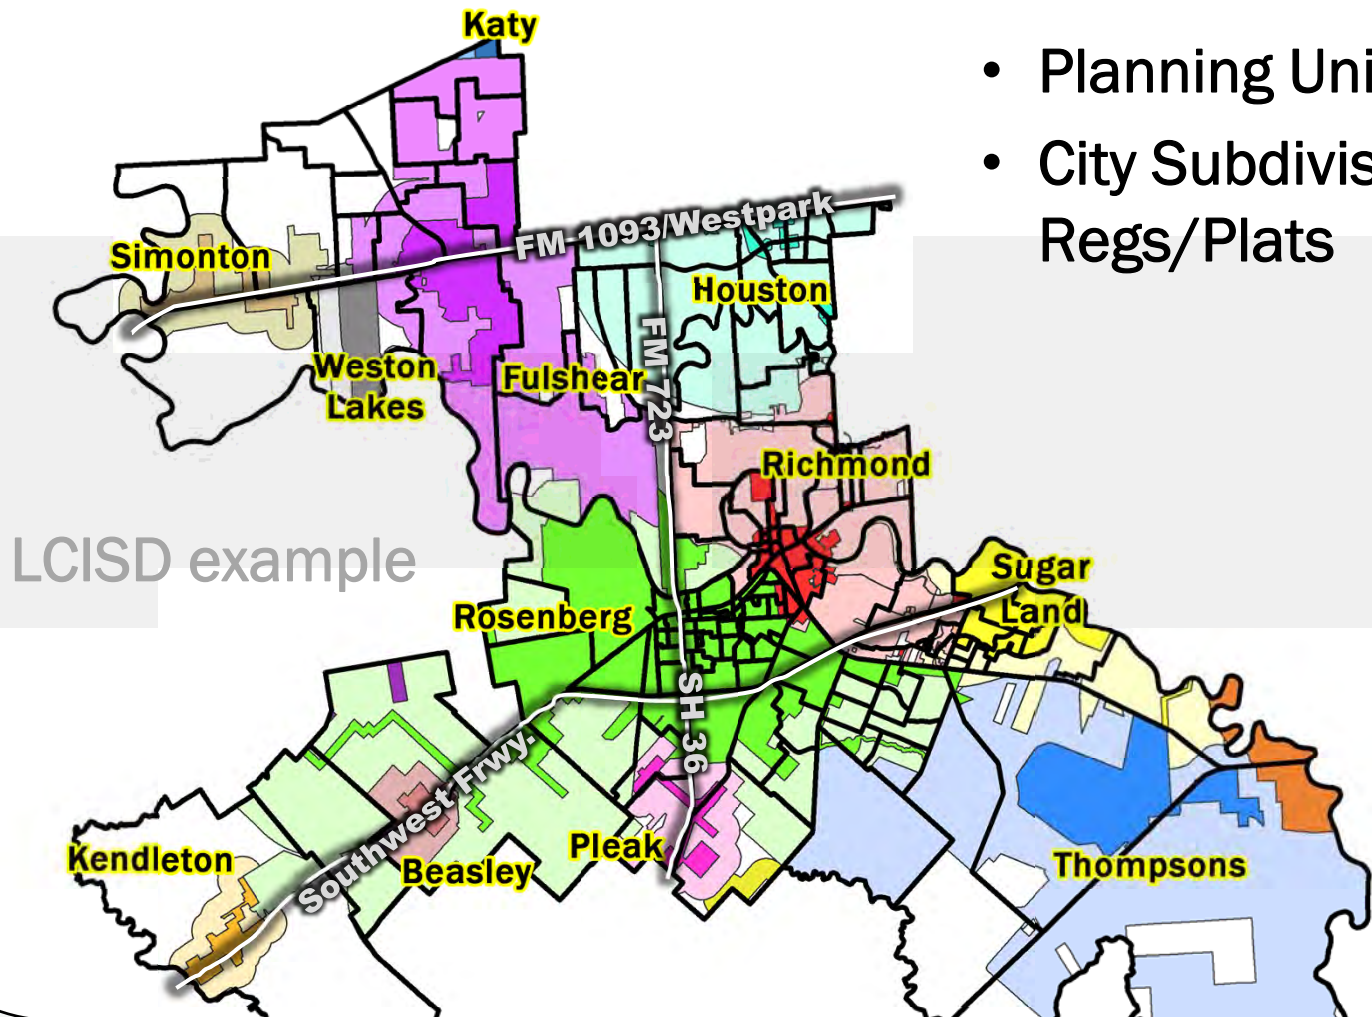 Katy
• Planning Uni
• City Subdivis
Regs/Plats
FM 1093/Westpark
Simonton
Houston
Weston
Lakes
Fulshear
FM 723
Richmond
LCISD example
Sugar
Land
Rosenberg
SH 36
Southwest Frwy.
Pleak
Kendleton
Beasley
Thompsons